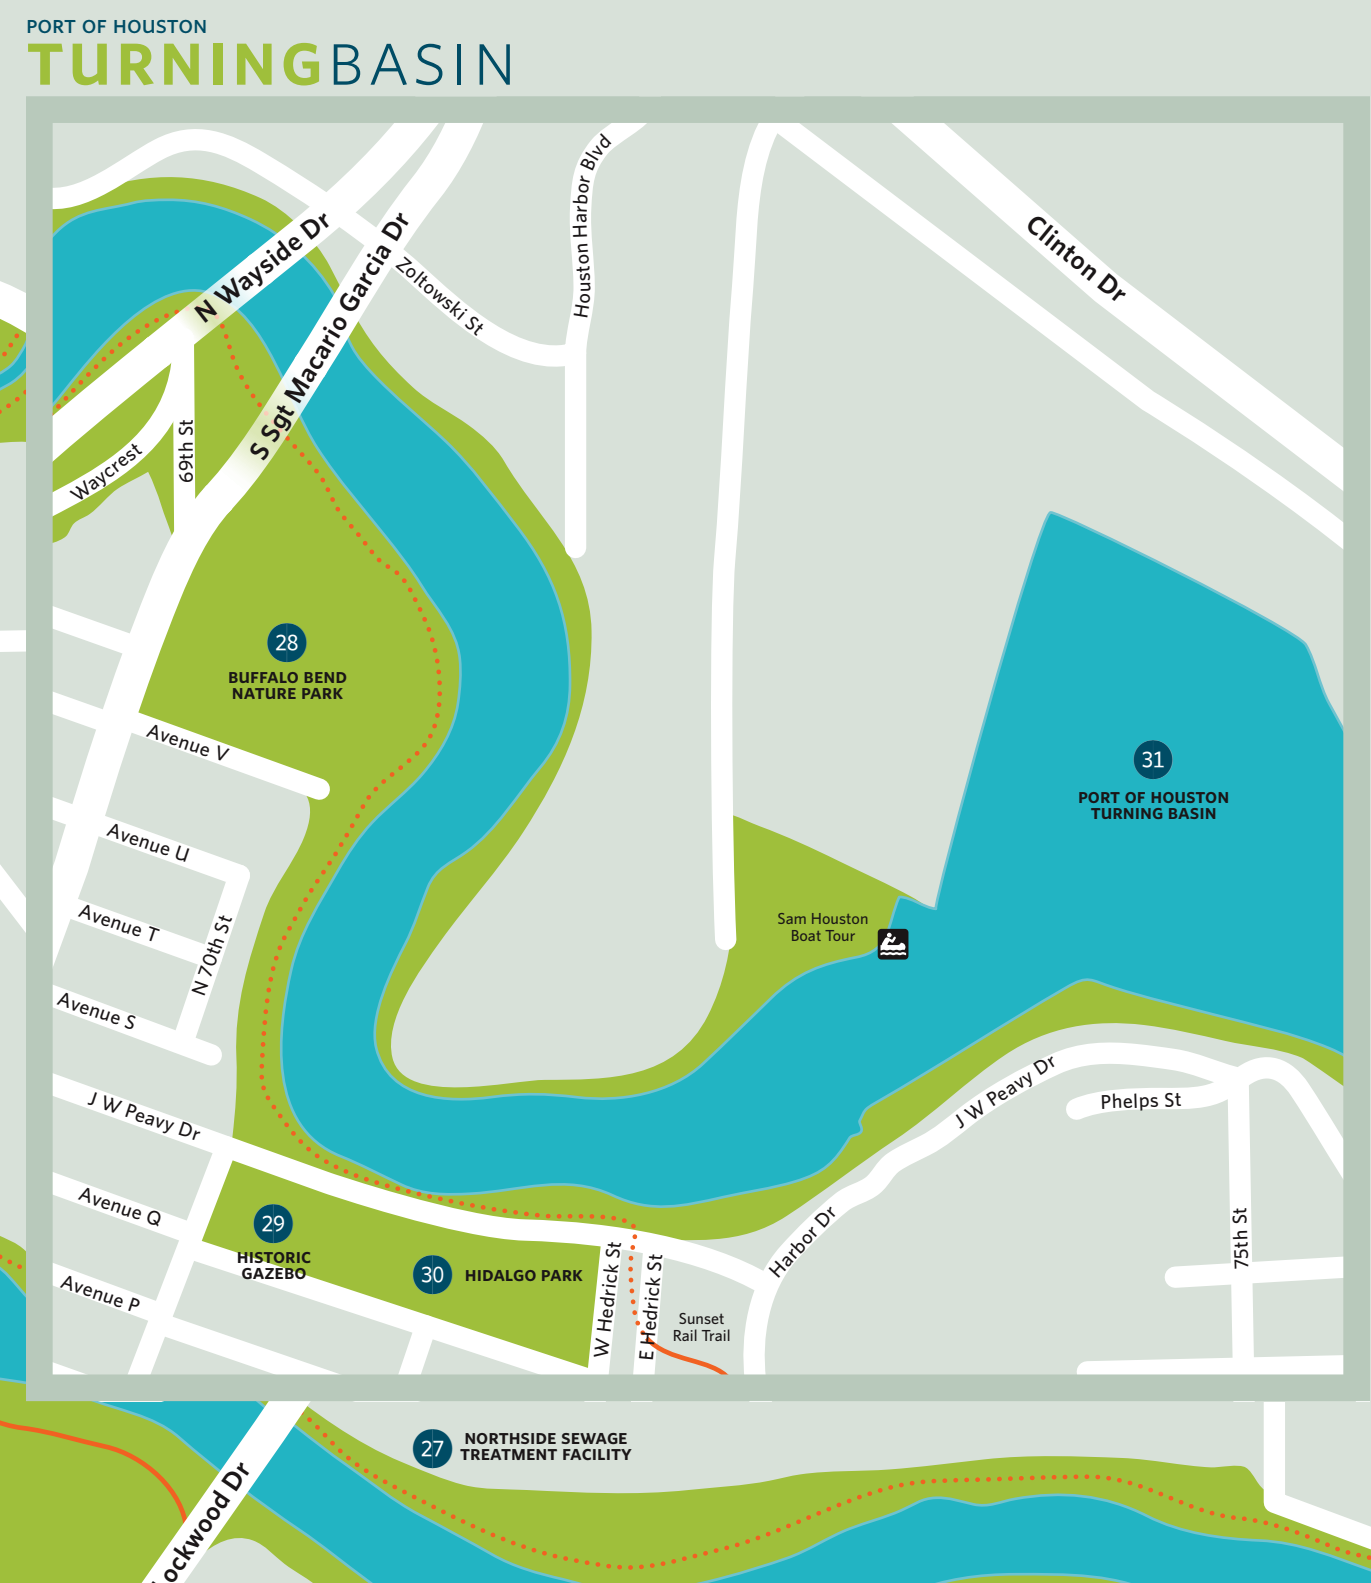 PORT OF HOUSTON
TURNINGBASIN
Houston Harbor Blvd
N Wayside Dr
S Sgt Macario Garcia Dr
Zoltowski St
Clinton Dr
Waycrest
69th St
28
BUFFALO BEND
NATURE PARK
Avenue V
31
PORT OF HOUSTON
TURNING BASIN
Avenue U
Avenue T
N 70th St
Sam Houston
Boat Tour
Avenue S
J W Peavy Dr
J W Peavy Dr
Phelps St
Avenue Q
29
HISTORIC
GAZEBO
30
HIDALGO PARK
Harbor Dr
75th St
Avenue P
W Hedrick St
E Hedrick St
Sunset
Rail Trail
27
NORTHSIDE SEWAGE
TREATMENT FACILITY
Lockwood Dr